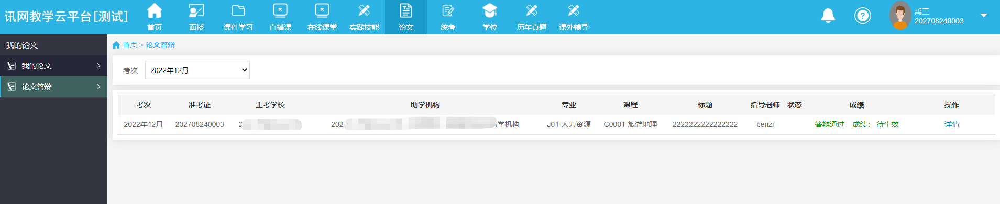 讯网教学云平台[测试]
首页 面授 课件学习 直播课 在线课堂 实践技能 论文 统考 学位 历年真题 课外辅导
禹三
202708240003
我的论文
我的论文
论文答辩
首页 > 论文答辩
考次 2022年12月
考次 准考证 主考学校 助学机构 专业 课程 标题 指导老师 状态 成绩 操作
2022年12月 202708240003 学机构 J01-人力资源 C0001-旅游地理 2222222222222222 cenzi 答辩通过 成绩： 待生效 详情